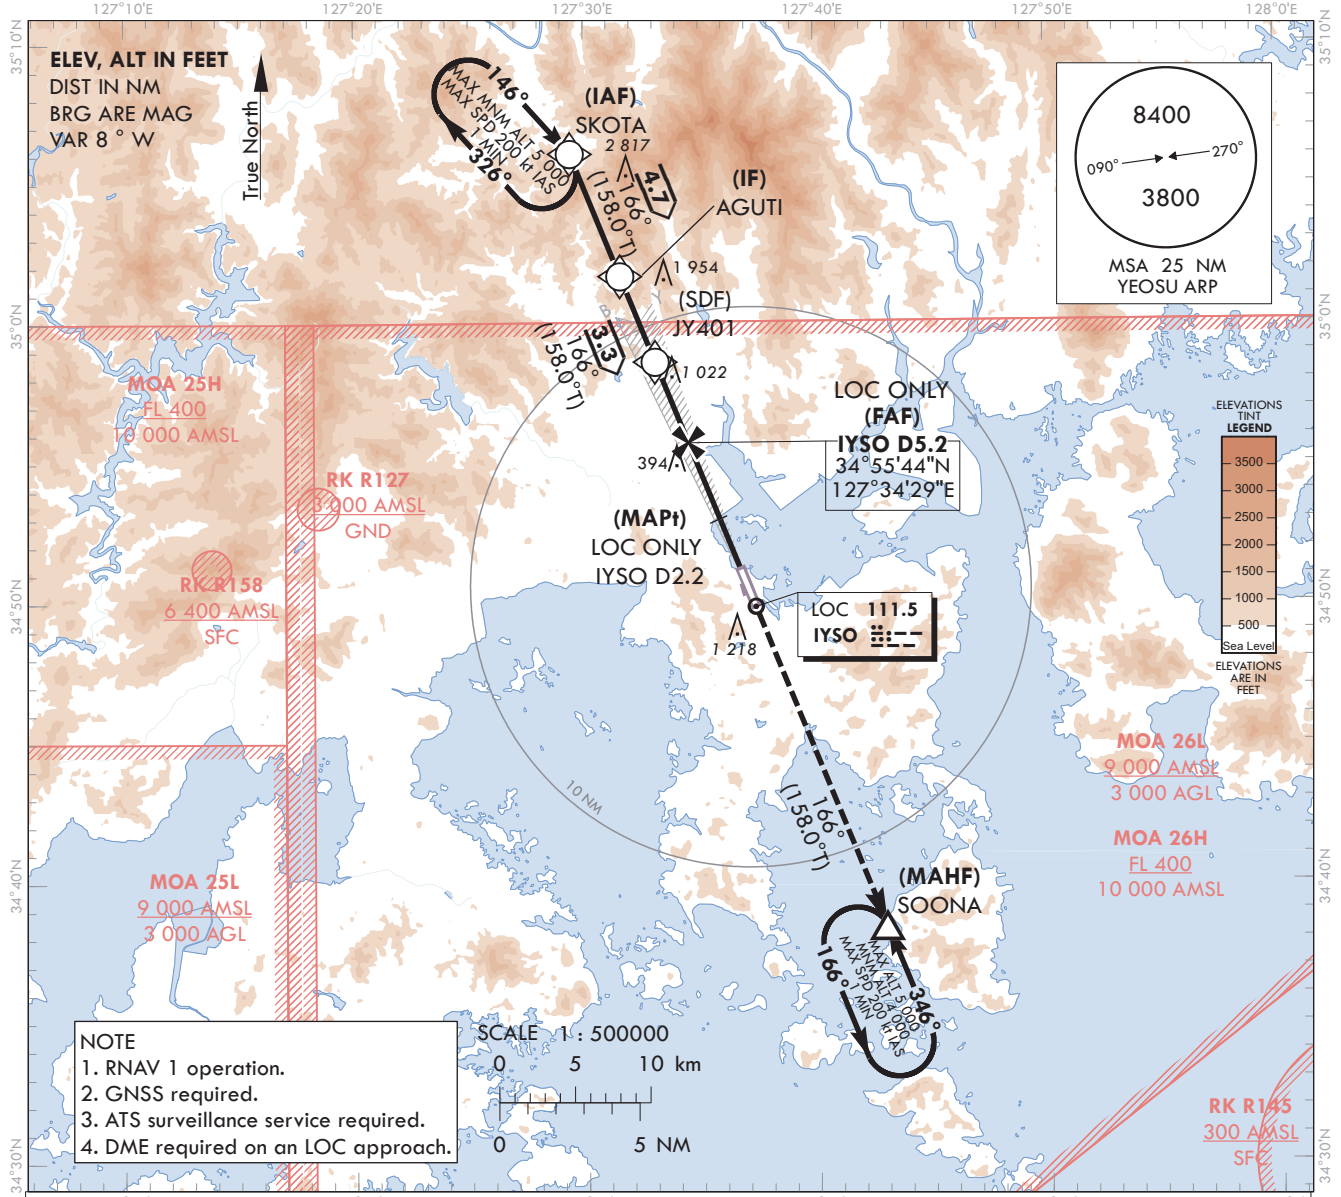 127°10'E
127°20'E
127°30'E
127°40'E
127°50'E
128°0'E
35°10'N
35°10'N
ELEV, ALT IN FEET
DIST IN NM
BRG ARE MAG
VAR 8 ° W
True North
MAX MNM ALT 5 000
MAX SPD 200 kt IAS
1 MIN
146°
326°
(IAF)
SKOTA
2 817
4.7
166°
(158.0°T)
(IF)
AGUTI
1 954
8400
090°
270°
3800
MSA 25 NM
YEOSU ARP
35°0'N
35°0'N
(SDF)
JY401
3.3
166°
(158.0°T)
1 022
MOA 25H
FL 400
10 000 AMSL
LOC ONLY
(FAF)
IYSO D5.2
34°55'44"N
127°34'29"E
394
RK R127
3 000 AMSL
GND
ELEVATIONS
TINT
LEGEND
3500
3000
2500
2000
1500
1000
500
Sea Level
ELEVATIONS
ARE IN
FEET
(MAPt)
LOC ONLY
IYSO D2.2
RK R158
6 400 AMSL
SFC
34°50'N
34°50'N
LOC 111.5
IYSO
1 218
10 NM
166°
(158.0°T)
MOA 26L
9 000 AMSL
3 000 AGL
MOA 26H
FL 400
10 000 AMSL
34°40'N
34°40'N
MOA 25L
9 000 AMSL
3 000 AGL
(MAHF)
SOONA
166°
MAX ALT 5 000
MNM ALT 4 000
MAX SPD 200 kt IAS
1 MIN
346°
NOTE
1. RNAV 1 operation.
2. GNSS required.
3. ATS surveillance service required.
4. DME required on an LOC approach.
SCALE 1 : 500000
0 5 10 km
0 5 NM
RK R145
300 AMSL
SFC
34°30'N
34°30'N